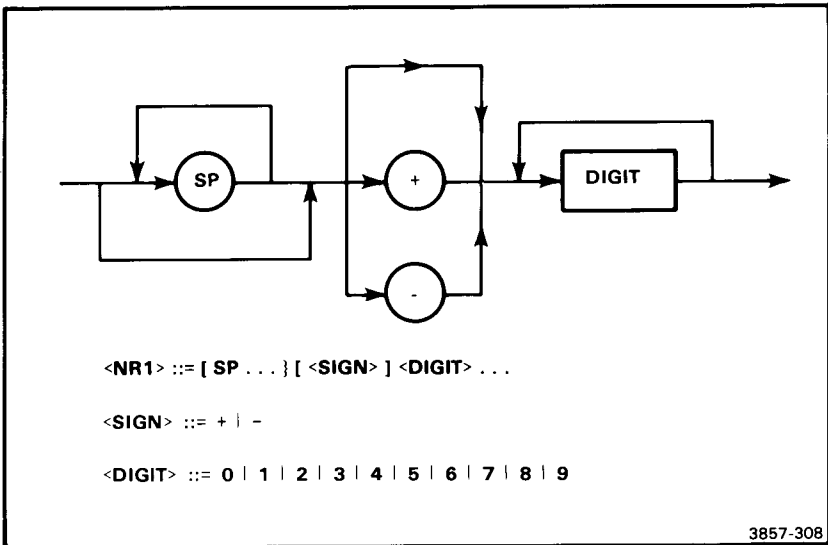 SP
+
DIGIT
-
<NR1> ::= [ SP . . . } [ <SIGN> ] <DIGIT> . . .
<SIGN> ::= + | -
<DIGIT> ::= 0 | 1 | 2 | 3 | 4 | 5 | 6 | 7 | 8 | 9
3857-308